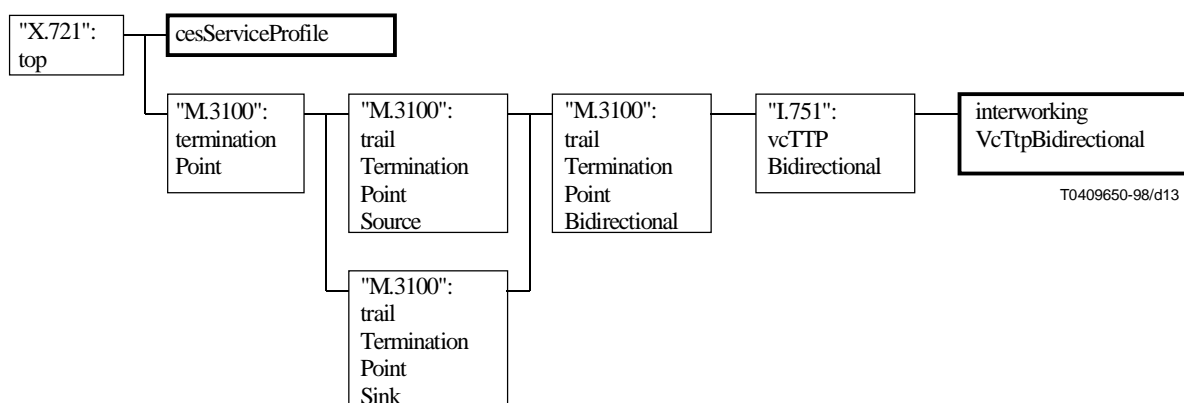 "X.721":
top
cesServiceProfile
"M.3100":
termination
Point
"M.3100":
trail
Termination
Point
Source
"M.3100":
trail
Termination
Point
Bidirectional
"I.751":
vcTTP
Bidirectional
interworking
VcTtpBidirectional
T0409650-98/d13
"M.3100":
trail
Termination
Point
Sink